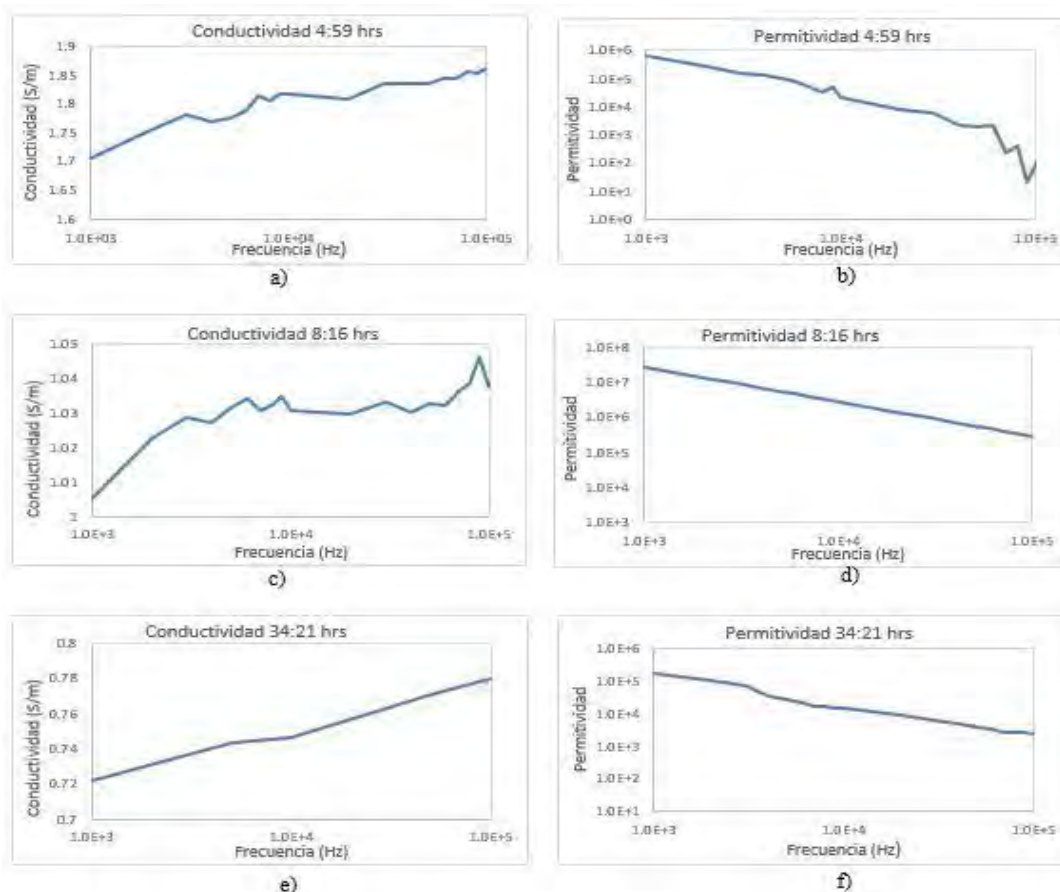 Conductividad 4:59 hrs
Conductividad (S/m)
1.9
1.85
1.8
1.75
1.7
1.65
1.6
1.0E+03
1.0E+04
1.0E+05
Frecuencia (Hz)
a)
Permitividad 4:59 hrs
Permitividad
1.0E+6
1.0E+5
1.0E+4
1.0E+3
1.0E+2
1.0E+1
1.0E+0
1.0E+3
1.0E+4
1.0E+5
Frecuencia (Hz)
b)
Conductividad 8:16 hrs
Conductividad (S/m)
1.05
1.04
1.03
1.02
1.01
1
1.0E+3
1.0E+4
1.0E+5
Frecuencia (Hz)
c)
Permitividad 8:16 hrs
Permitividad
1.0E+8
1.0E+7
1.0E+6
1.0E+5
1.0E+4
1.0E+3
1.0E+3
1.0E+4
1.0E+5
Frecuencia (Hz)
d)
Conductividad 34:21 hrs
Conductividad (S/m)
0.8
0.78
0.76
0.74
0.72
0.7
1.0E+3
1.0E+4
1.0E+5
Frecuencia (Hz)
e)
Permitividad 34:21 hrs
Permitividad
1.0E+6
1.0E+5
1.0E+4
1.0E+3
1.0E+2
1.0E+1
1.0E+3
1.0E+4
1.0E+5
Frecuencia (Hz)
f)